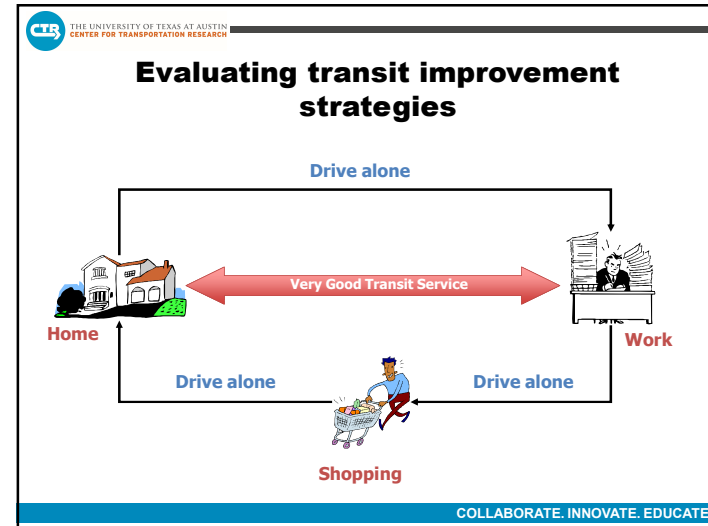 CTR
THE UNIVERSITY OF TEXAS AT AUSTIN
CENTER FOR TRANSPORTATION RESEARCH
Evaluating transit improvement
strategies
Drive alone
Very Good Transit Service
Home
Work
Drive alone
Drive alone
Shopping
COLLABORATE. INNOVATE. EDUCATE